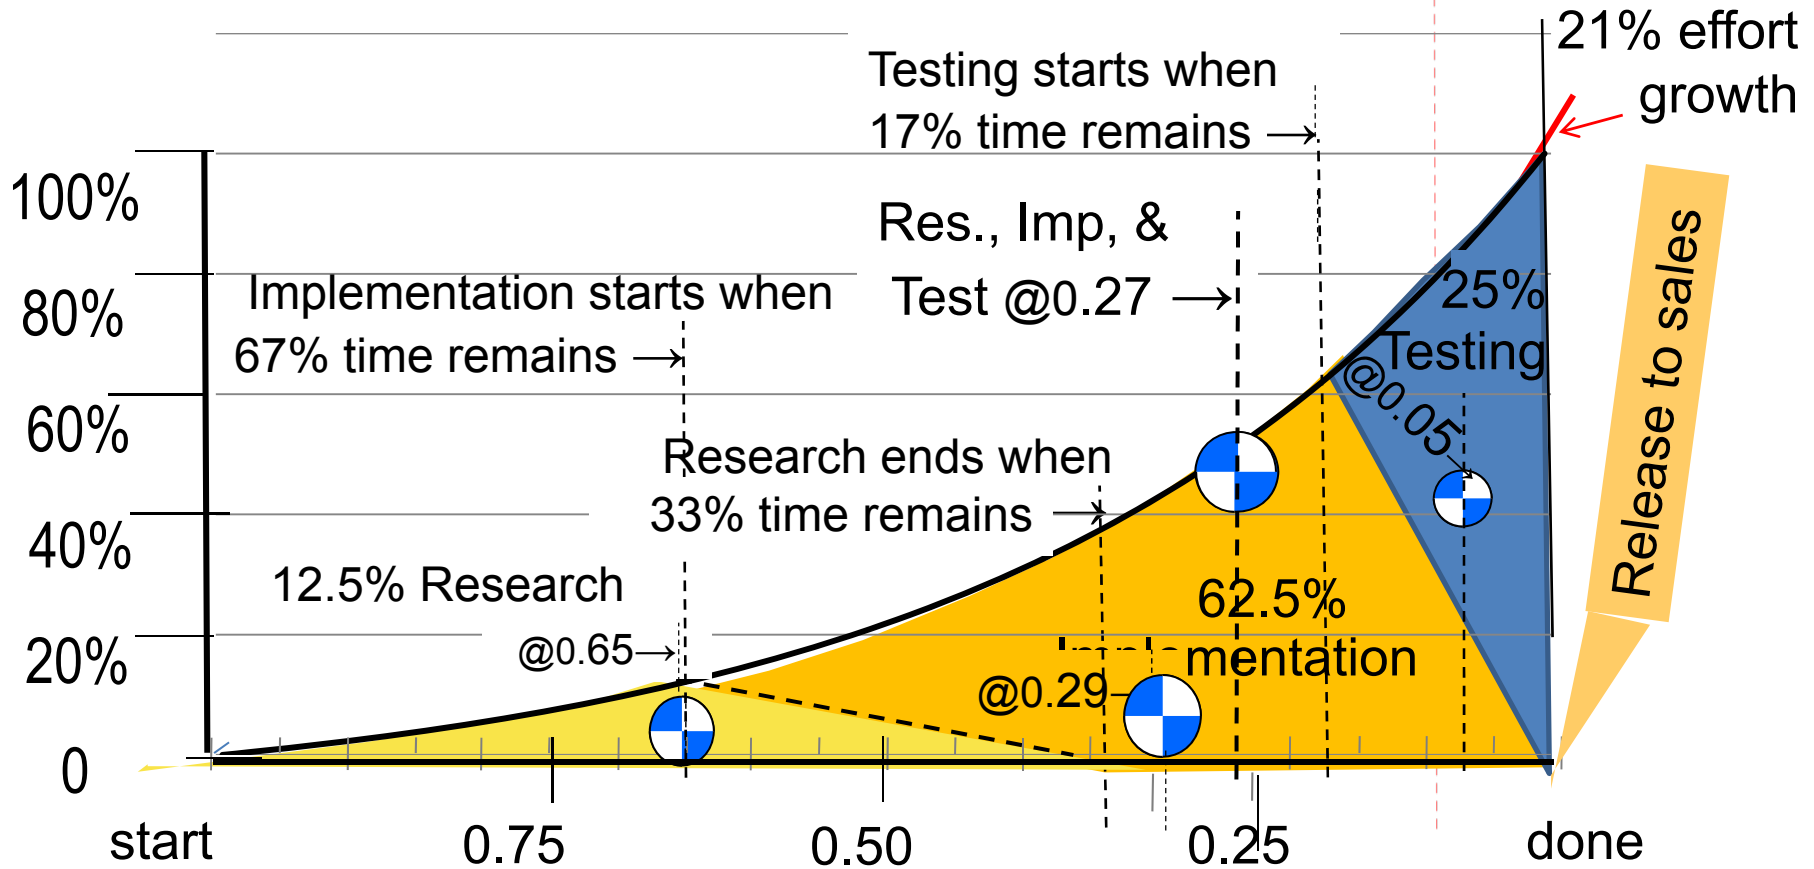 21% effort
growth
Testing starts when
17% time remains →
100%
Res., Imp, &
Test @0.27 →
80%
Implementation starts when
67% time remains →
25%
Testing
@0.05
60%
Research ends when
33% time remains →
40%
12.5% Research
@0.65→
62.5%
Implementation
@0.29
20%
0
start
0.75
0.50
0.25
done
Release to sales